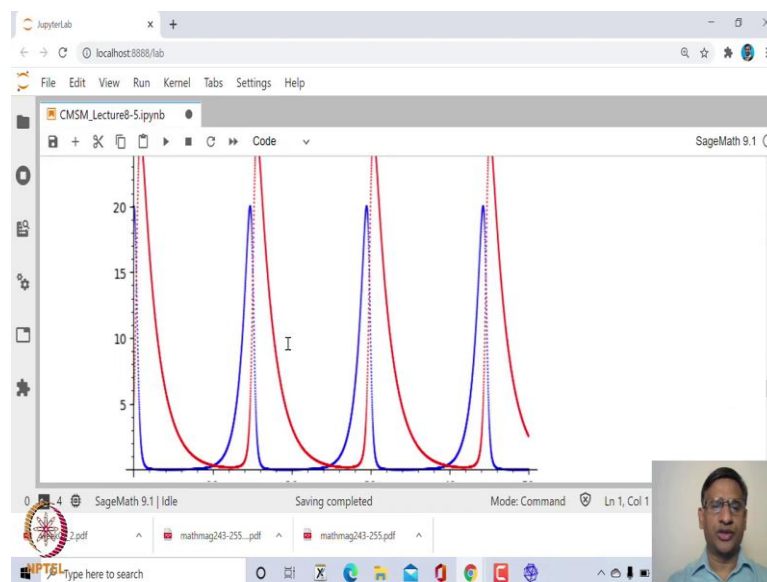 JupyterLab
localhost:8888/lab
File Edit View Run Kernel Tabs Settings Help
CMSM_Lecture8-5.ipynb
Code
SageMath 9.1
20
15
10
5
0 4 SageMath 9.1 | Idle Saving completed Mode: Command Ln 1, Col 1
2.pdf mathmag243-255....pdf mathmag243-255.pdf
NPTEL
Type here to search